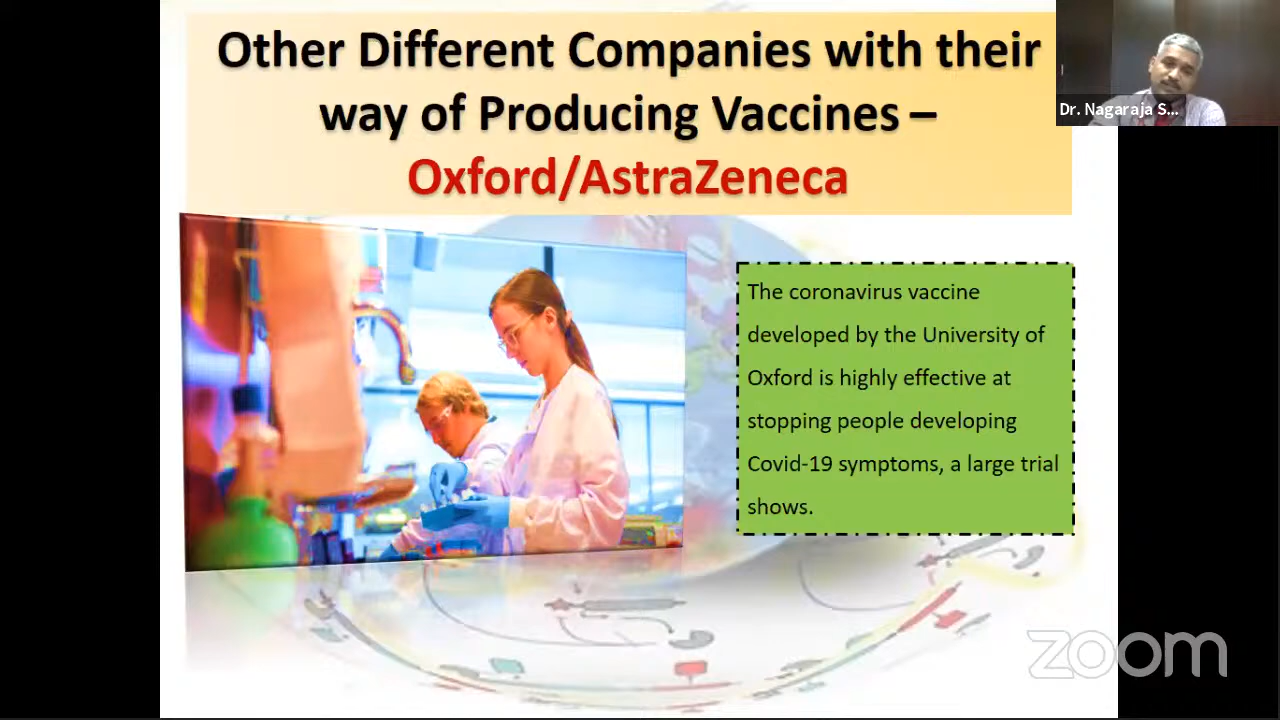 Other Different Companies with their
way of Producing Vaccines –
Oxford/AstraZeneca
Dr. Nagaraja S...
The coronavirus vaccine
developed by the University of
Oxford is highly effective at
stopping people developing
Covid-19 symptoms, a large trial
shows.
zoom